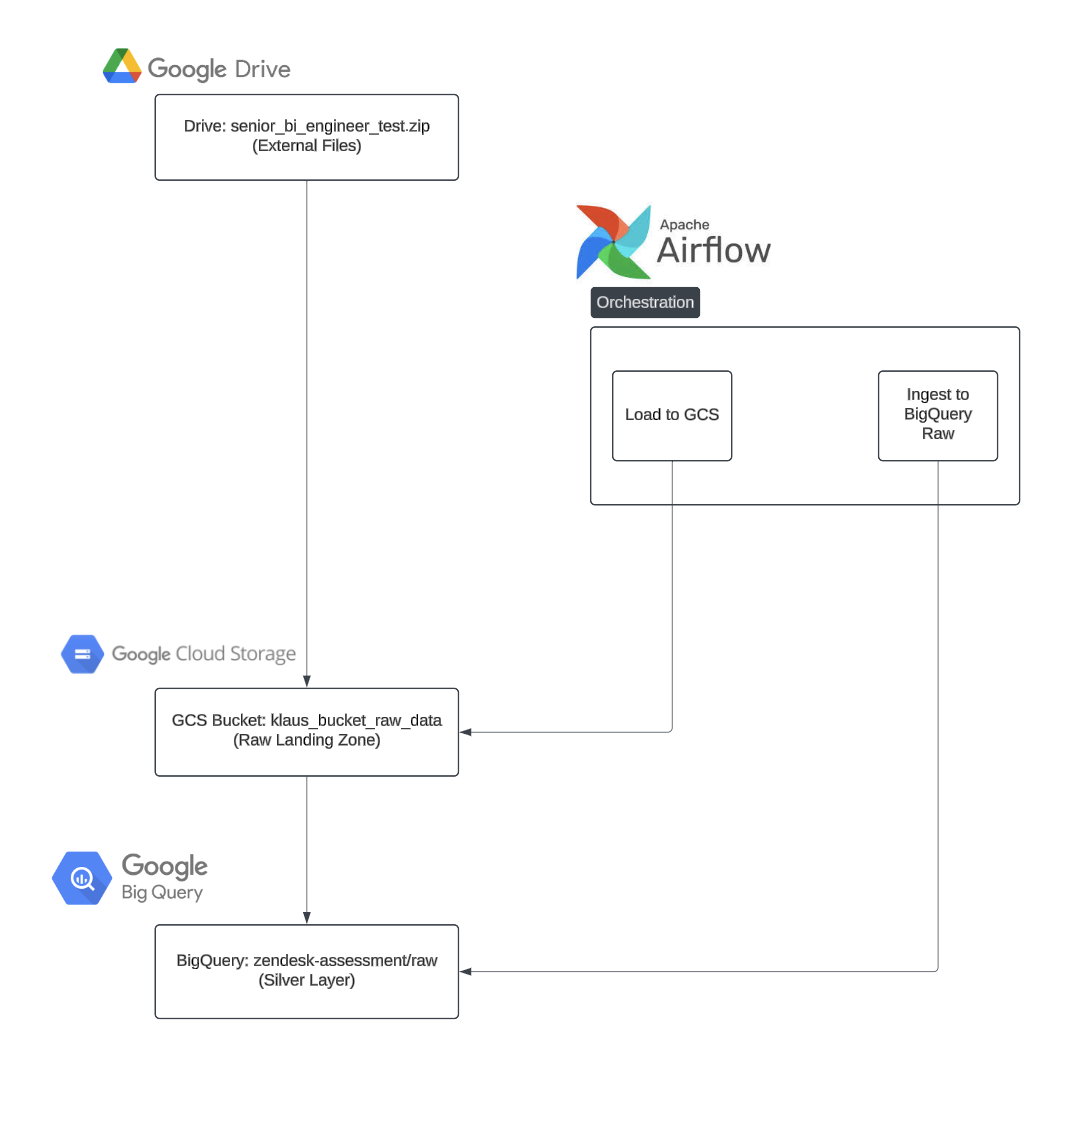 Google Drive
Drive: senior_bi_engineer_test.zip
(External Files)
Apache
Airflow
Orchestration
Load to GCS
Ingest to
BigQuery
Raw
Google Cloud Storage
GCS Bucket: klaus_bucket_raw_data
(Raw Landing Zone)
Google
Big Query
BigQuery: zendesk-assessment/raw
(Silver Layer)